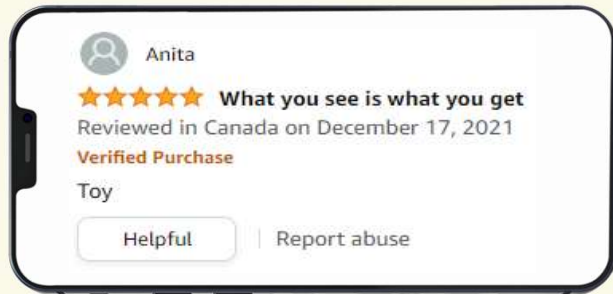 Anita
What you see is what you get
Reviewed in Canada on December 17, 2021
Verified Purchase
Toy
Helpful | Report abuse